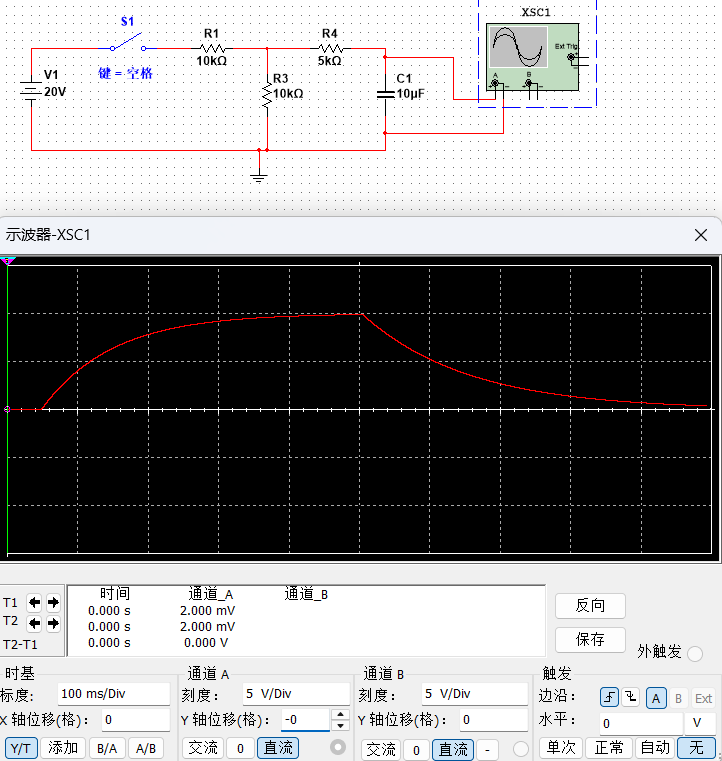 XSC1
S1
键 = 空格
R1
10kΩ
R4
5kΩ
Ext Trig
A
B
V1
20V
R3
10kΩ
C1
10µF
示波器-XSC1
时间 通道_A 通道_B
T1 0.000 s 2.000 mV
T2 0.000 s 2.000 mV
T2-T1 0.000 s 0.000 V
反向
保存
外触发
时基 通道 A 通道 B 触发
标度: 100 ms/Div 刻度: 5 V/Div 刻度: 5 V/Div 边沿: A B Ext
X 轴位移(格): 0 Y 轴位移(格): -0 Y 轴位移(格): 0 水平: 0 V
Y/T 添加 B/A A/B 交流 0 直流 交流 0 直流 - 单次 正常 自动 无